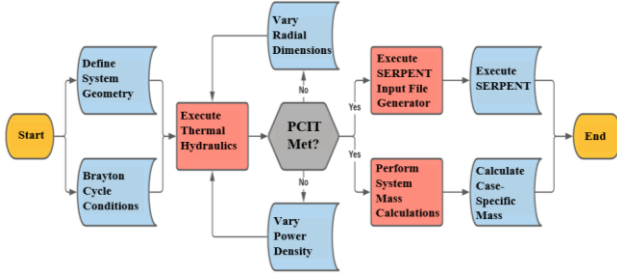 Start
Define
System
Geometry
Brayton
Cycle
Conditions
Execute
Thermal
Hydraulics
Vary
Radial
Dimensions
No
PCIT
Met?
No
Vary
Power
Density
Yes
Execute
SERPENT
Input File
Generator
Execute
SERPENT
Yes
Perform
System
Mass
Calculations
Calculate
Case-
Specific
Mass
End